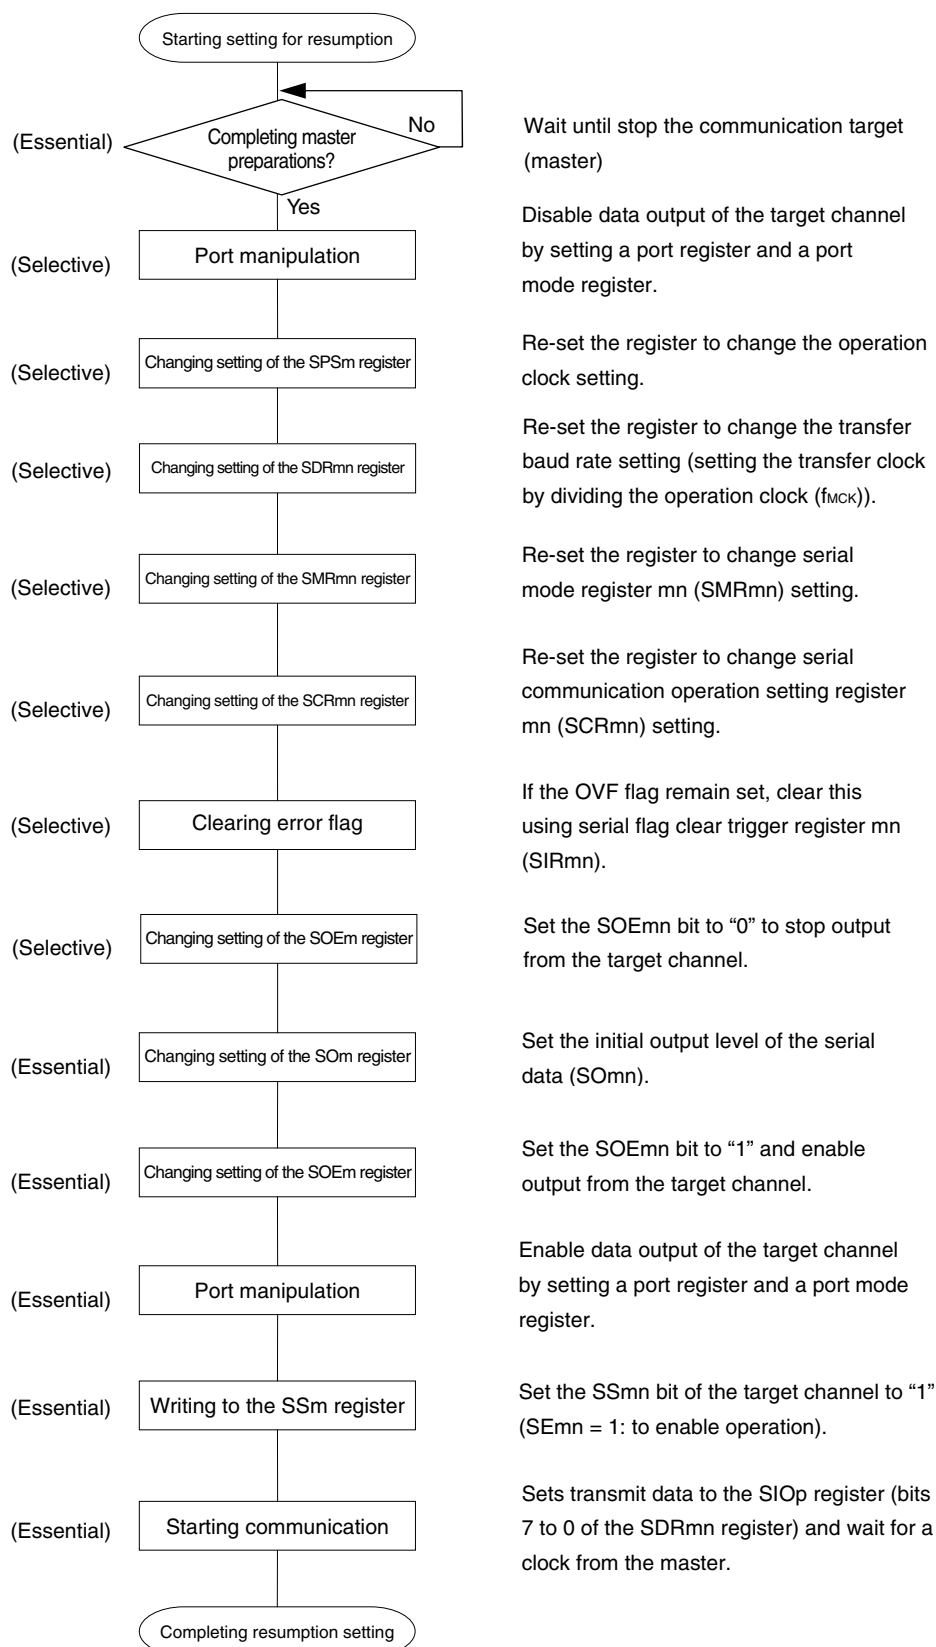 Starting setting for resumption
(Essential)
Completing master
preparations?
No
Yes
Wait until stop the communication target
(master)
(Selective)
Port manipulation
Disable data output of the target channel
by setting a port register and a port
mode register.
(Selective)
Changing setting of the SPSm register
Re-set the register to change the operation
clock setting.
(Selective)
Changing setting of the SDRmn register
Re-set the register to change the transfer
baud rate setting (setting the transfer clock
by dividing the operation clock (fMCK)).
(Selective)
Changing setting of the SMRmn register
Re-set the register to change serial
mode register mn (SMRmn) setting.
(Selective)
Changing setting of the SCRmn register
Re-set the register to change serial
communication operation setting register
mn (SCRmn) setting.
(Selective)
Clearing error flag
If the OVF flag remain set, clear this
using serial flag clear trigger register mn
(SIRmn).
(Selective)
Changing setting of the SOEm register
Set the SOEmn bit to “0” to stop output
from the target channel.
(Essential)
Changing setting of the SOm register
Set the initial output level of the serial
data (SOmn).
(Essential)
Changing setting of the SOEm register
Set the SOEmn bit to “1” and enable
output from the target channel.
(Essential)
Port manipulation
Enable data output of the target channel
by setting a port register and a port mode
register.
(Essential)
Writing to the SSm register
Set the SSmn bit of the target channel to “1”
(SEmn = 1: to enable operation).
(Essential)
Starting communication
Sets transmit data to the SIOp register (bits
7 to 0 of the SDRmn register) and wait for a
clock from the master.
Completing resumption setting